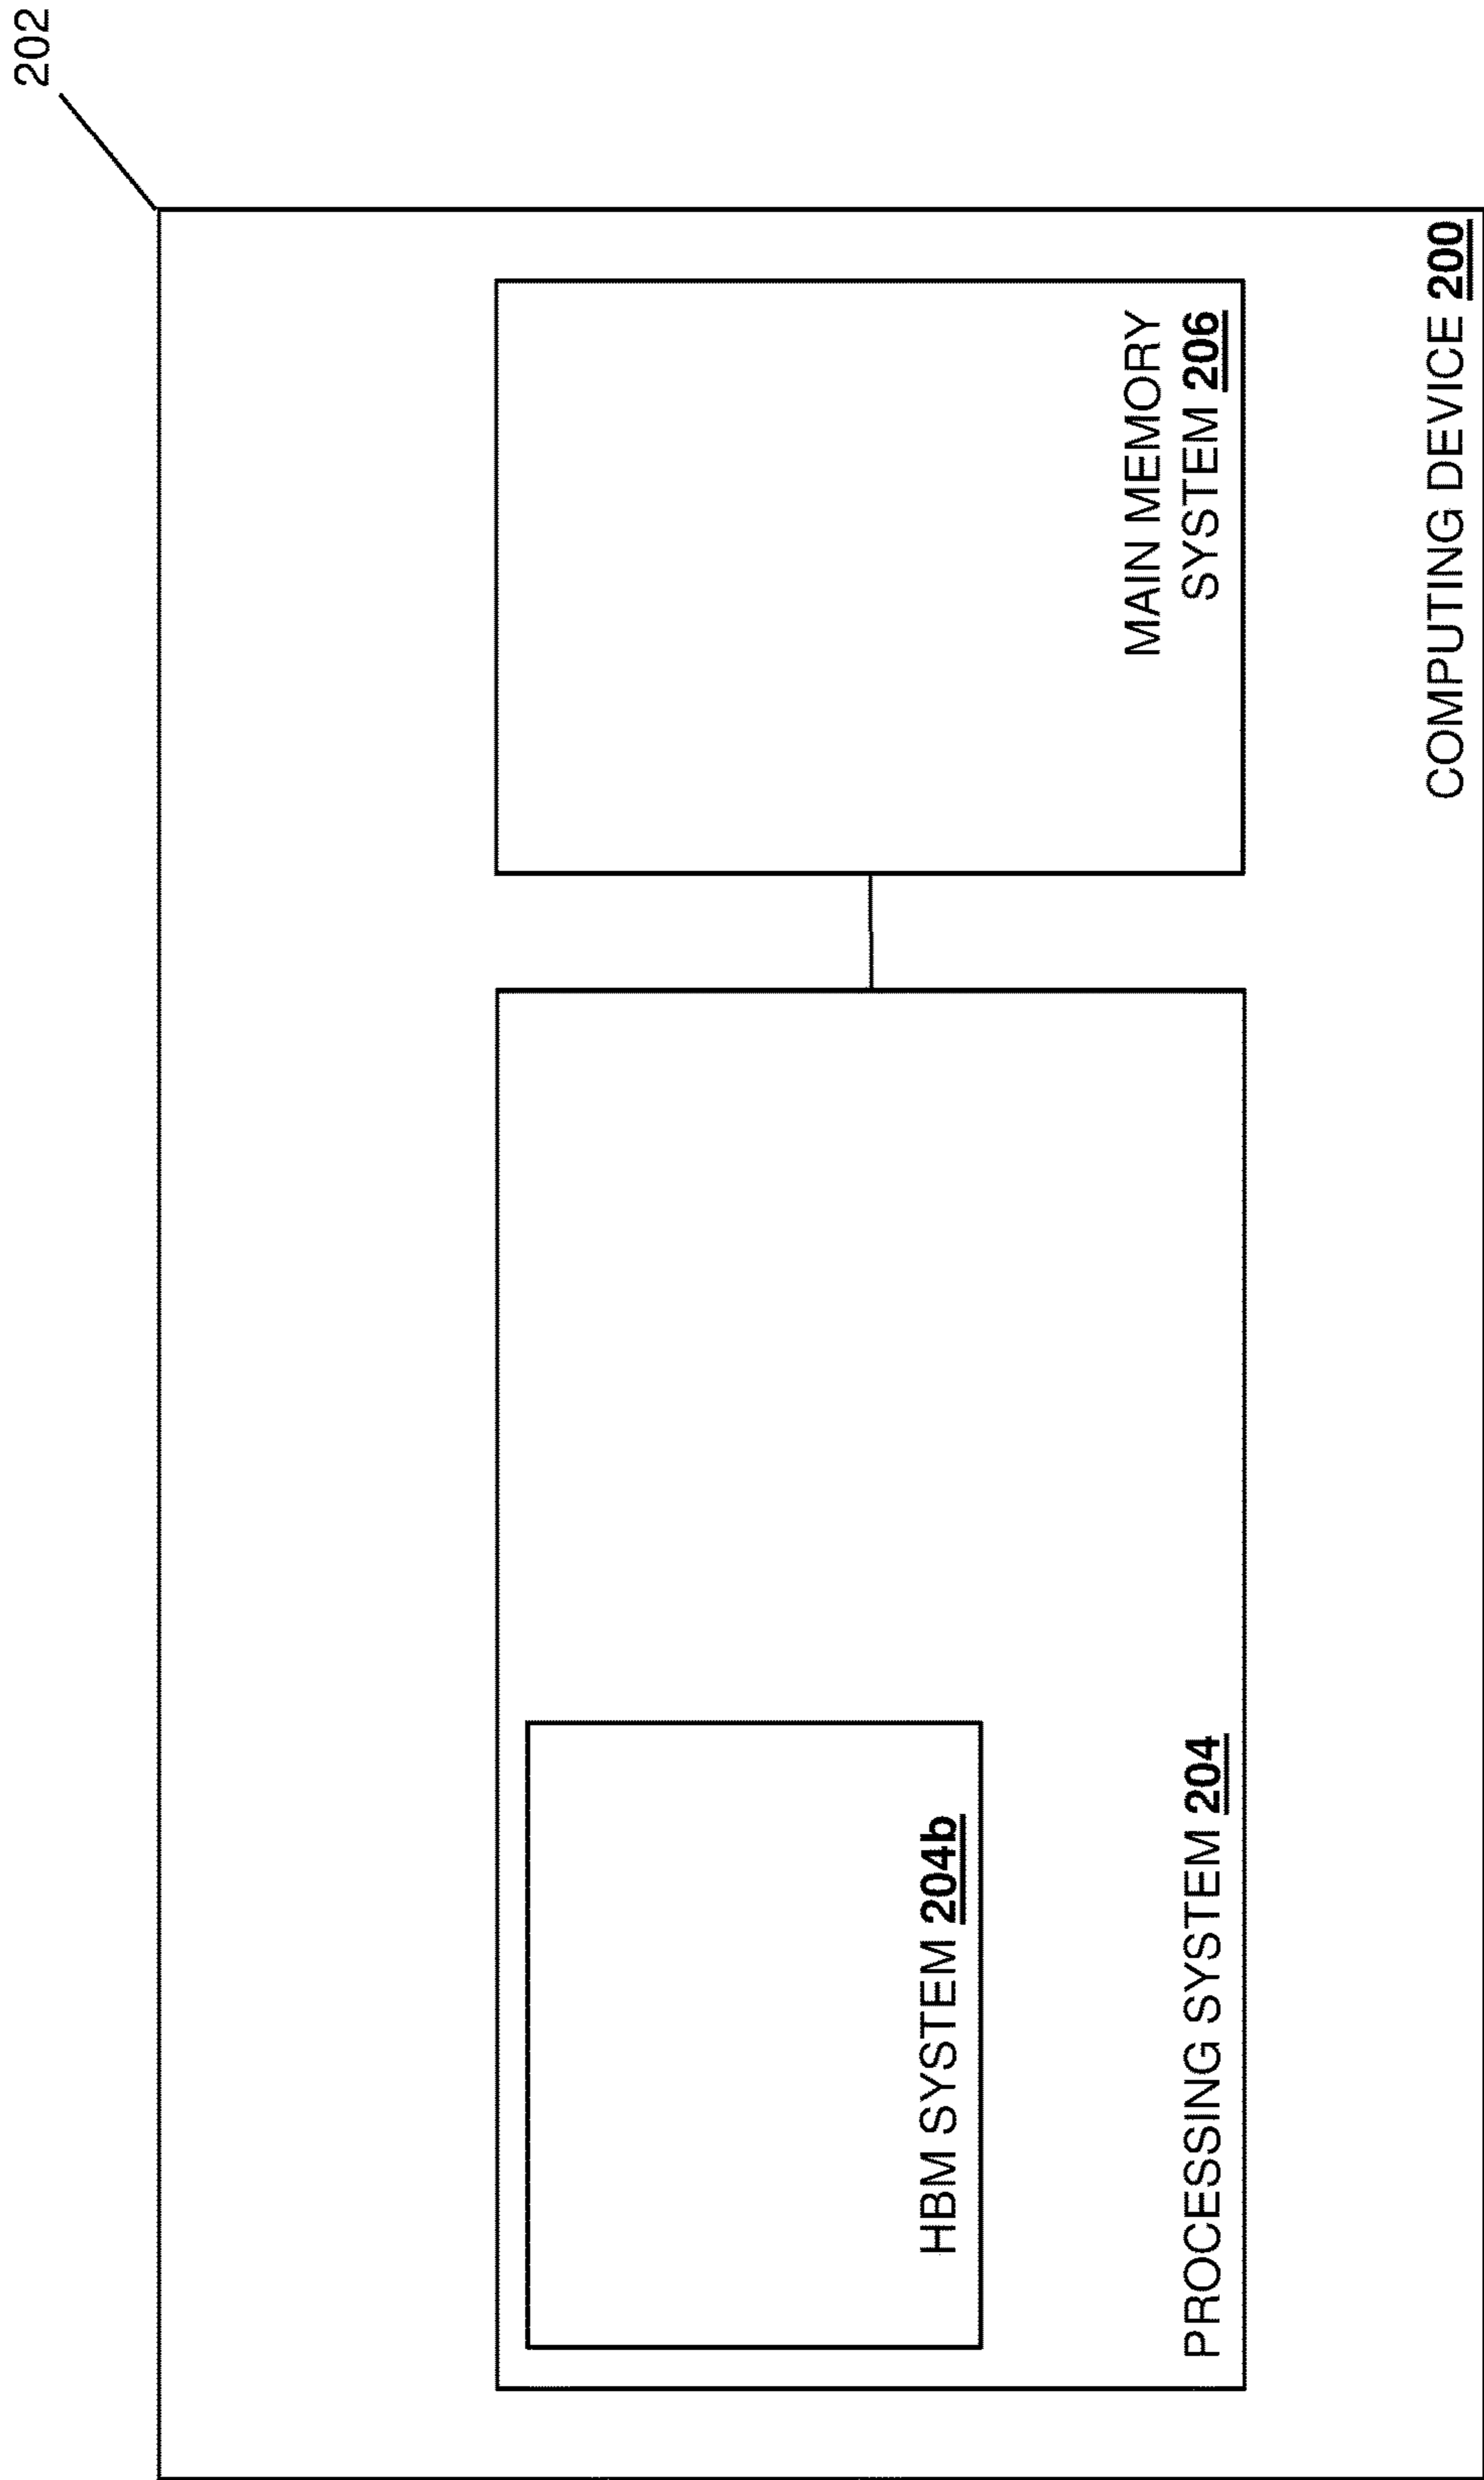 202
HBM SYSTEM 204b
PROCESSING SYSTEM 204
MAIN MEMORY
SYSTEM 206
COMPUTING DEVICE 200